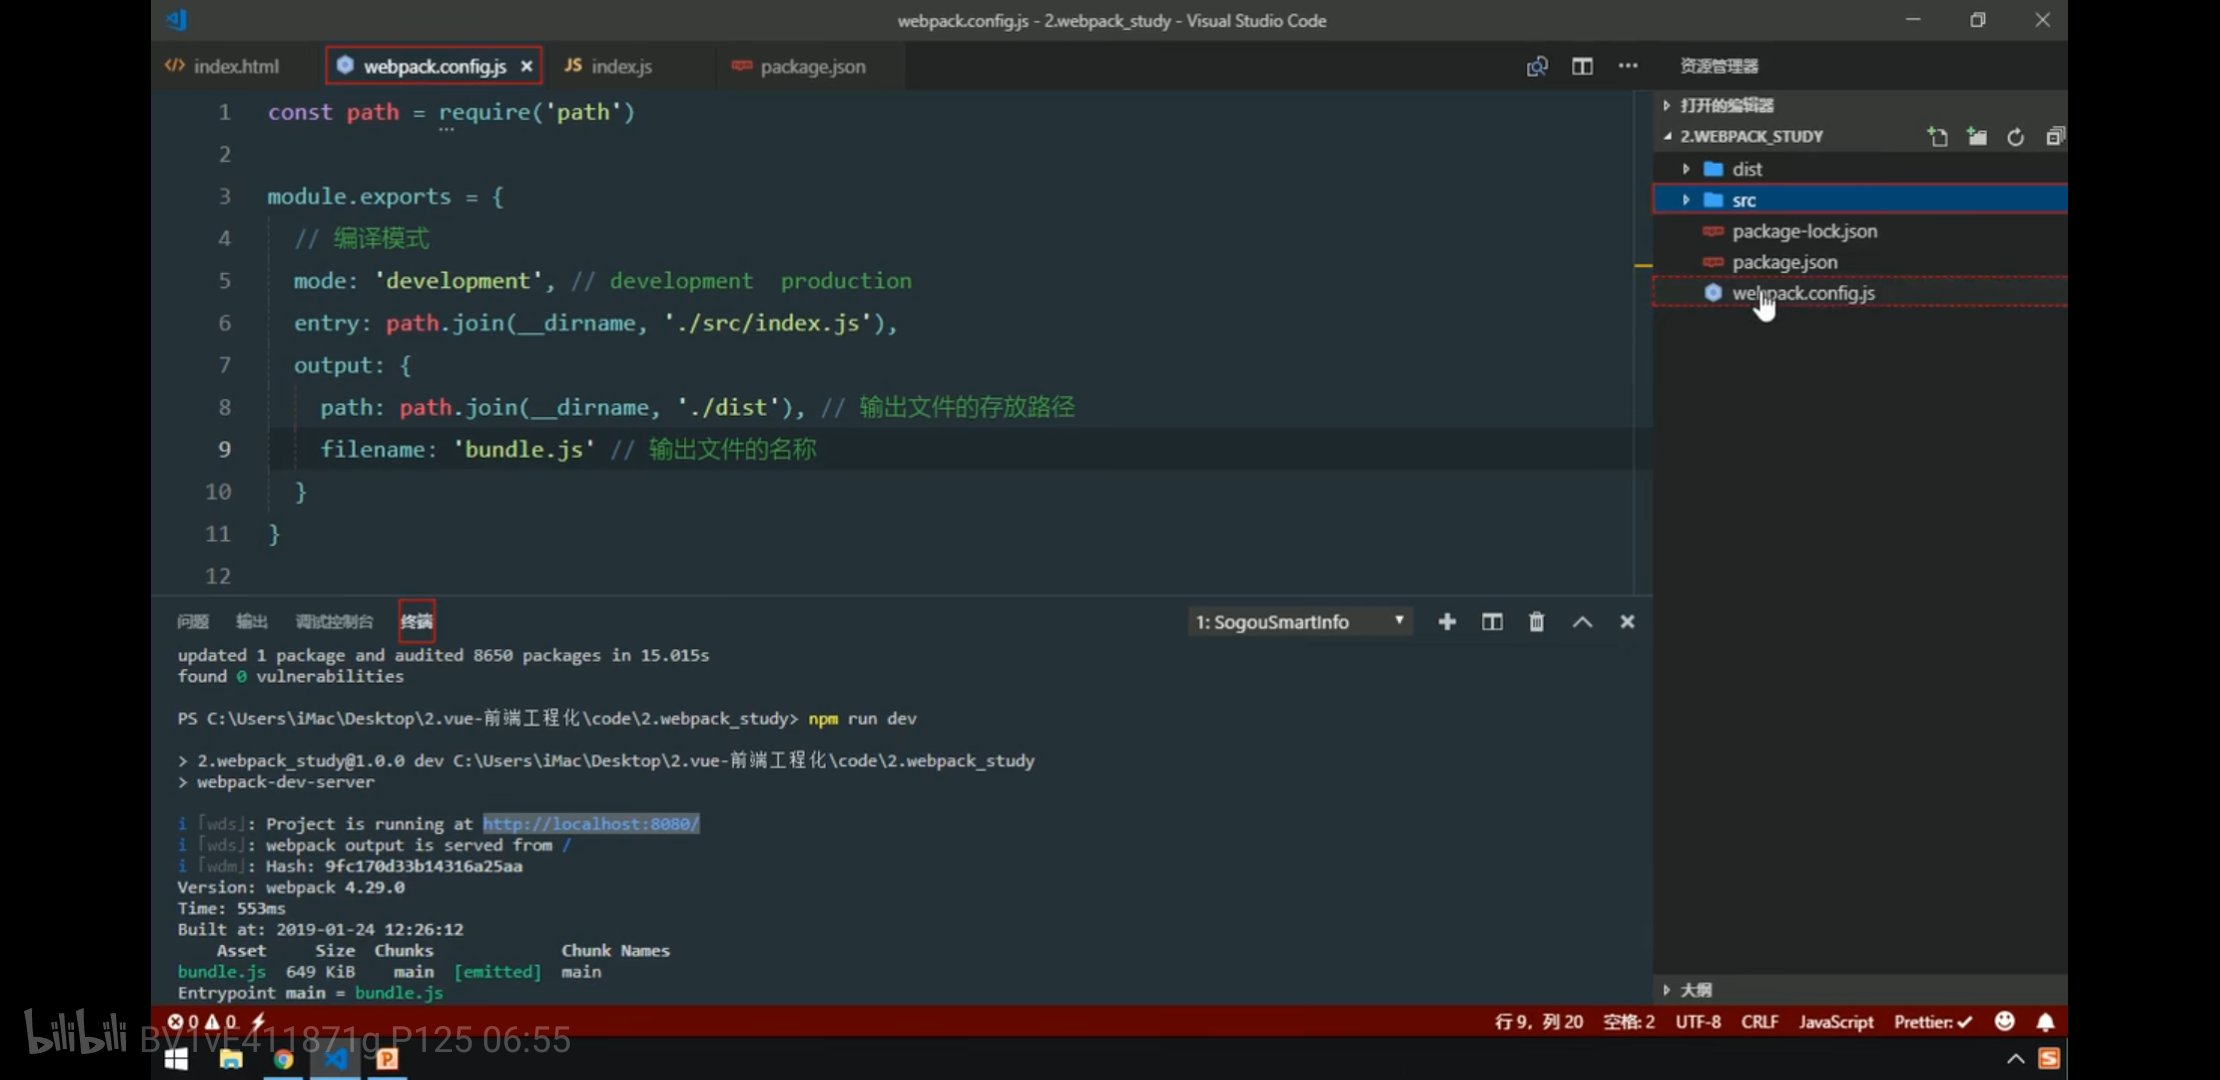 webpack.config.js - 2.webpack_study - Visual Studio Code
index.html
webpack.config.js
JS index.js
package.json
资源管理器
1 const path = require('path')
2
3 module.exports = {
4 // 编译模式
5 mode: 'development', // development  production
6 entry: path.join(__dirname, './src/index.js'),
7 output: {
8 path: path.join(__dirname, './dist'), // 输出文件的存放路径
9 filename: 'bundle.js' // 输出文件的名称
10 }
11 }
12
打开的编辑器
2.WEBPACK_STUDY
dist
src
package-lock.json
package.json
webpack.config.js
大纲
问题 输出 调试控制台 终端
1: SogouSmartInfo
updated 1 package and audited 8650 packages in 15.015s
found 0 vulnerabilities
PS C:\Users\iMac\Desktop\2.vue-前端工程化\code\2.webpack_study> npm run dev
> 2.webpack_study@1.0.0 dev C:\Users\iMac\Desktop\2.vue-前端工程化\code\2.webpack_study
> webpack-dev-server
i ｢wds｣: Project is running at http://localhost:8080/
i ｢wds｣: webpack output is served from /
i ｢wdm｣: Hash: 9fc170d33b14316a25aa
Version: webpack 4.29.0
Time: 553ms
Built at: 2019-01-24 12:26:12
Asset Size Chunks Chunk Names
bundle.js 649 KiB main [emitted] main
Entrypoint main = bundle.js
0 0
行 9，列 20 空格: 2 UTF-8 CRLF JavaScript Prettier: ✓
bilibili BV1vE411871g P125 06:55